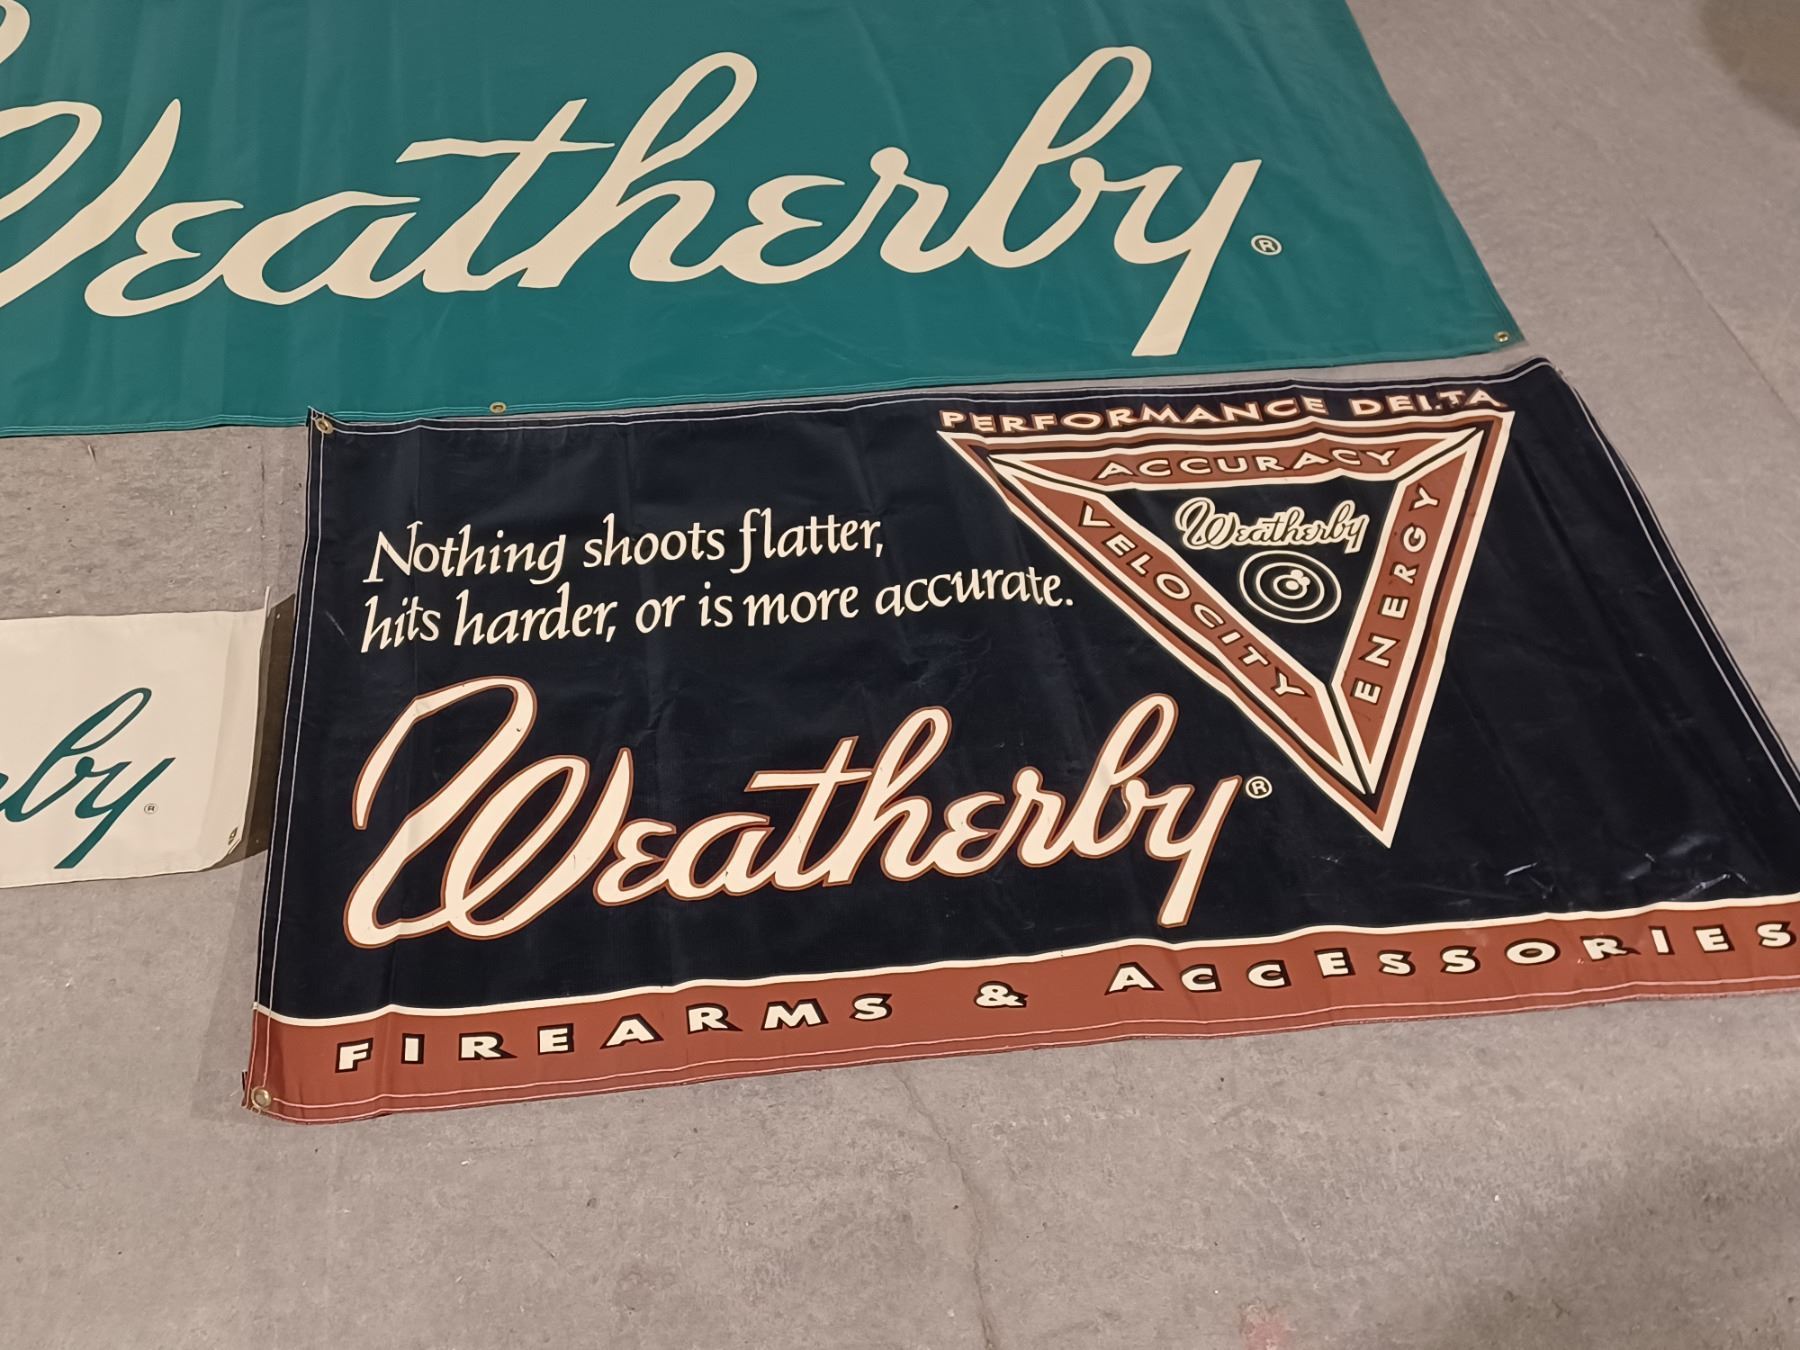 Weatherby®
PERFORMANCE DELTA
ACCURACY
VELOCITY
ENERGY
Weatherby
Nothing shoots flatter,
hits harder, or is more accurate.
Weatherby®
FIREARMS & ACCESSORIES
erby®